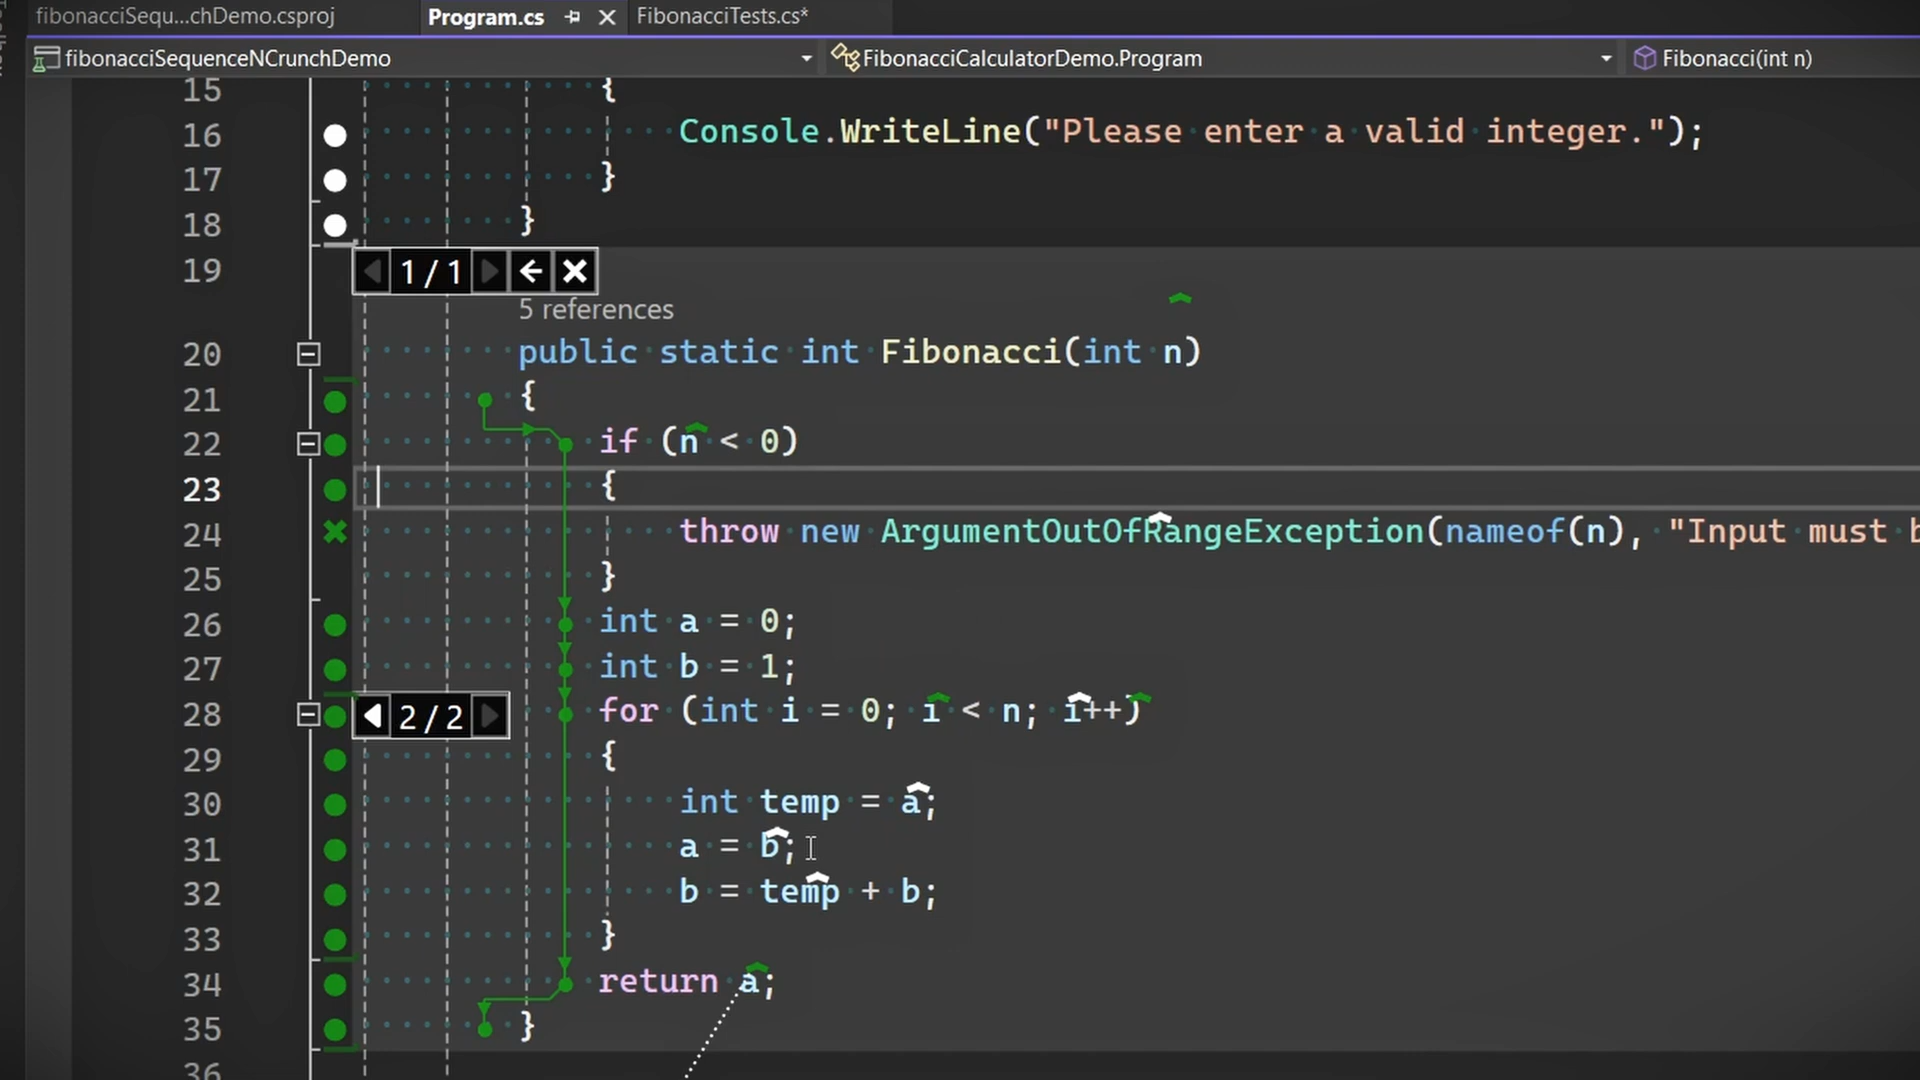 fibonacciSequ...chDemo.csproj Program.cs FibonacciTests.cs*
fibonacciSequenceNCrunchDemo FibonacciCalculatorDemo.Program Fibonacci(int n)
15 {
16 Console.WriteLine("Please enter a valid integer.");
17 }
18 }
19 1/1
5 references
20 public static int Fibonacci(int n)
21 {
22 if (n < 0)
23 {
24 throw new ArgumentOutOfRangeException(nameof(n), "Input must b
25 }
26 int a = 0;
27 int b = 1;
28 2/2 for (int i = 0; i < n; i++)
29 {
30 int temp = a;
31 a = b;
32 b = temp + b;
33 }
34 return a;
35 }
36